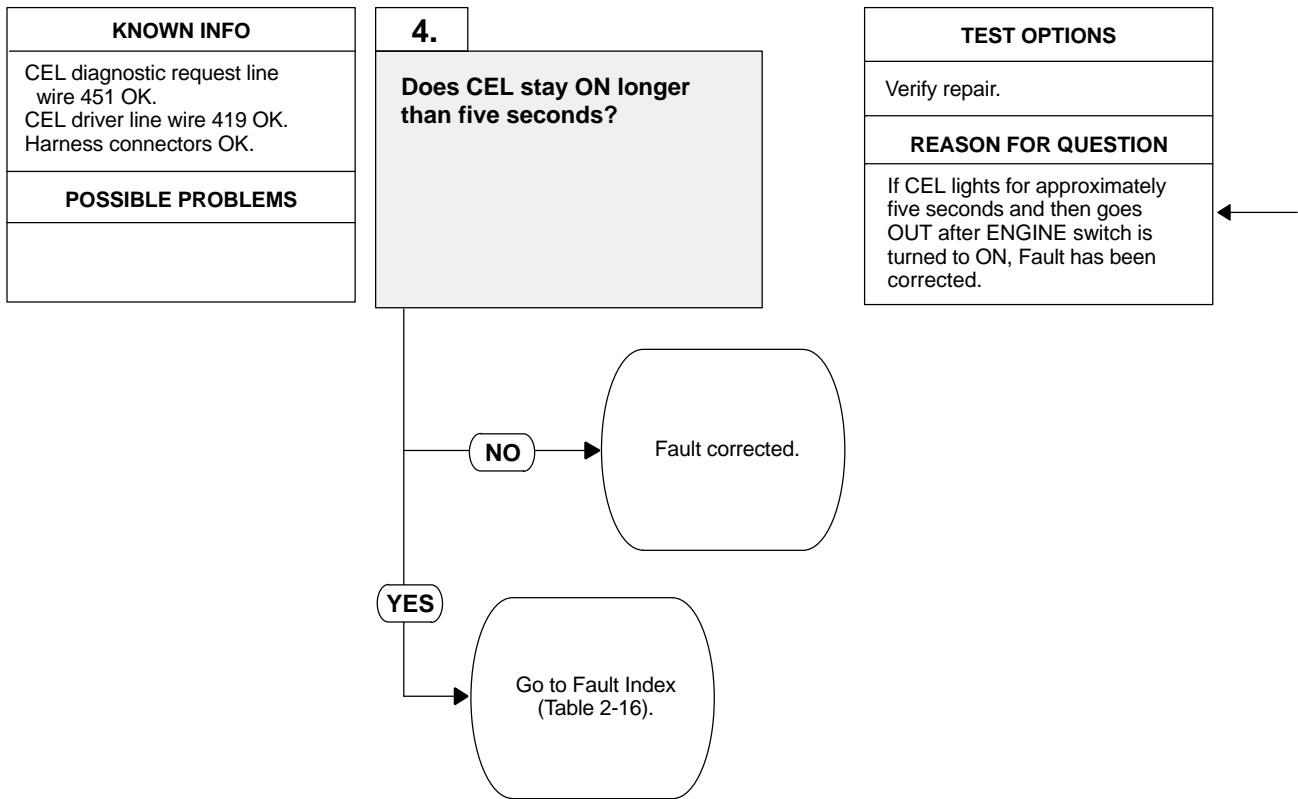 KNOWN INFO
CEL diagnostic request line
wire 451 OK.
CEL driver line wire 419 OK.
Harness connectors OK.
POSSIBLE PROBLEMS
4.
Does CEL stay ON longer
than five seconds?
TEST OPTIONS
Verify repair.
REASON FOR QUESTION
If CEL lights for approximately
five seconds and then goes
OUT after ENGINE switch is
turned to ON, Fault has been
corrected.
NO
Fault corrected.
YES
Go to Fault Index
(Table 2-16).